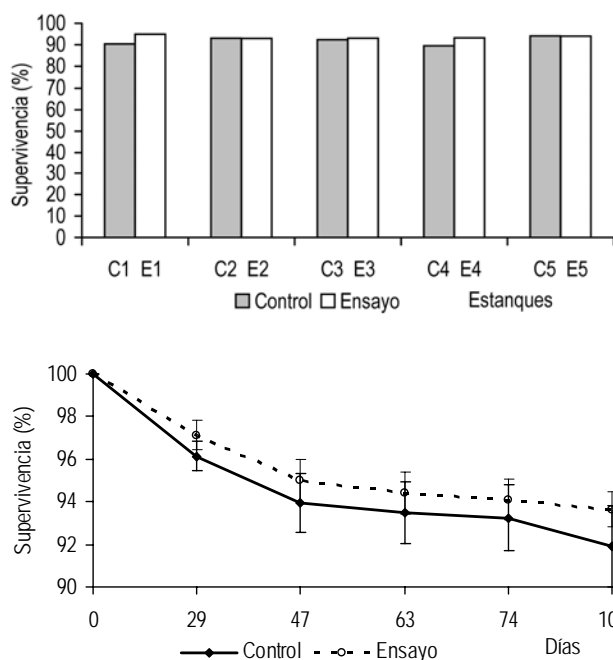 Supervivencia (%)
100
90
80
70
60
50
40
30
20
10
0
C1 E1 C2 E2 C3 E3 C4 E4 C5 E5
Control Ensayo Estanques
Supervivencia (%)
100
98
96
94
92
90
0 29 47 63 74
Control Ensayo Días